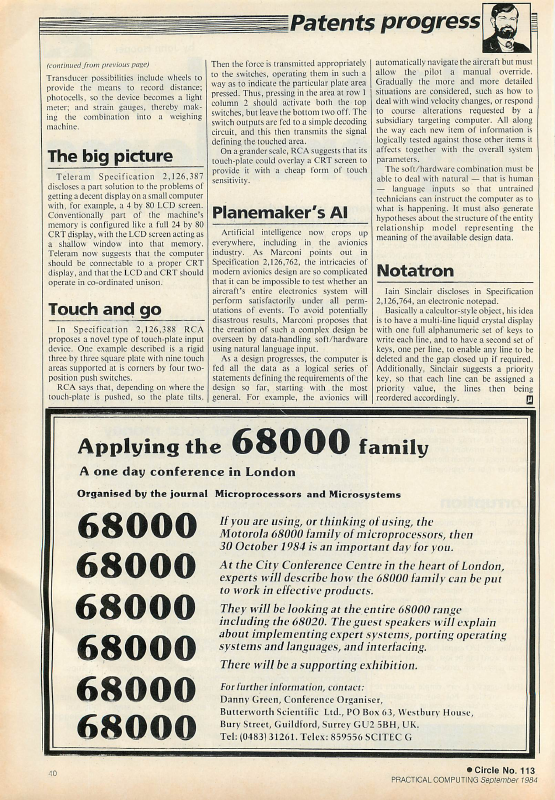 Patents progress
(continued from previous page)
Transducer possibilities include wheels to
provide the means to record distance;
photocells, so the device becomes a light
meter; and strain gauges, thereby mak-
ing the combination into a weighing
machine.
The big picture
Teleram Specification 2,126,387
discloses a part solution to the problems of
getting a decent display on a small computer
with, for example, a 4 by 80 LCD screen.
Conventionally part of the machine's
memory is configured like a full 24 by 80
CRT display, with the LCD screen acting as
a shallow window into that memory.
Teleram now suggests that the computer
should be connectable to a proper CRT
display, and that the LCD and CRT should
operate in co-ordinated unison.
Touch and go
In Specification 2,126,388 RCA
proposes a novel type of touch-plate input
device. One example described is a rigid
three by three square plate with nine touch
areas supported at is corners by four two-
position push switches.
RCA says that, depending on where the
touch-plate is pushed, so the plate tilts.
Then the force is transmitted appropriately
to the switches, operating them in such a
way as to indicate the particular plate area
pressed. Thus, pressing in the area at row 1
column 2 should activate both the top
switches, but leave the bottom two off. The
switch outputs are fed to a simple decoding
circuit, and this then transmits the signal
defining the touched area.
On a grander scale, RCA suggests that its
touch-plate could overlay a CRT screen to
provide it with a cheap form of touch
sensitivity.
Planemaker's AI
Artificial intelligence now crops up
everywhere, including in the avionics
industry. As Marconi points out in
Specification 2,126,762, the intricacies of
modern avionics design are so complicated
that it can be impossible to test whether an
aircraft's entire electronics system will
perform satisfactorily under all perm-
utations of events. To avoid potentially
disastrous results, Marconi proposes that
the creation of such a complex design be
overseen by data-handling soft/hardware
using natural language input.
As a design progresses, the computer is
fed all the data as a logical series of
statements defining the requirements of the
design so far, starting with the most
general. For example, the avionics will
automatically navigate the aircraft but must
allow the pilot a manual override.
Gradually the more and more detailed
situations are considered, such as how to
deal with wind velocity changes, or respond
to course alterations requested by a
subsidiary targeting computer. All along
the way each new item of information is
logically tested against those other items it
affects together with the overall system
parameters.
The soft/hardware combination must be
able to deal with natural — that is human
— language inputs so that untrained
technicians can instruct the computer as to
what is happening. It must also generate
hypotheses about the structure of the entity
relationship model representing the
meaning of the available design data.
Notatron
Iain Sinclair discloses in Specification
2,126,764, an electronic notepad.
Basically a calcultor-style object, his idea
is to have a multi-line liquid crystal display
with one full alphanumeric set of keys to
write each line, and to have a second set of
keys, one per line, to enable any line to be
deleted and the gap closed up if required.
Additionally, Sinclair suggests a priority
key, so that each line can be assigned a
priority value, the lines then being
reordered accordingly.
Applying the 68000 family
A one day conference in London
Organised by the journal Microprocessors and Microsystems
68000
68000
68000
68000
68000
68000
If you are using, or thinking of using, the
Motorola 68000 family of microprocessors, then
30 October 1984 is an important day for you.
At the City Conference Centre in the heart of London,
experts will describe how the 68000 family can be put
to work in effective products.
They will be looking at the entire 68000 range
including the 68020. The guest speakers will explain
about implementing expert systems, porting operating
systems and languages, and interfacing.
There will be a supporting exhibition.
For further information, contact:
Danny Green, Conference Organiser,
Butterworth Scientific Ltd., PO Box 63, Westbury House,
Bury Street, Guildford, Surrey GU2 5BH, UK.
Tel: (0483) 31261. Telex: 859556 SCITEC G
40
● Circle No. 113
PRACTICAL COMPUTING September 1984